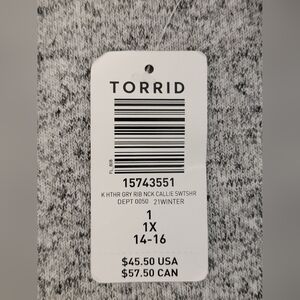 TORRID
15743551
K HTHR GRY RIB NCK CALLIE SWTSHR
DEPT 0050 21WINTER
1
1X
14-16
$45.50 USA
$57.50 CAN